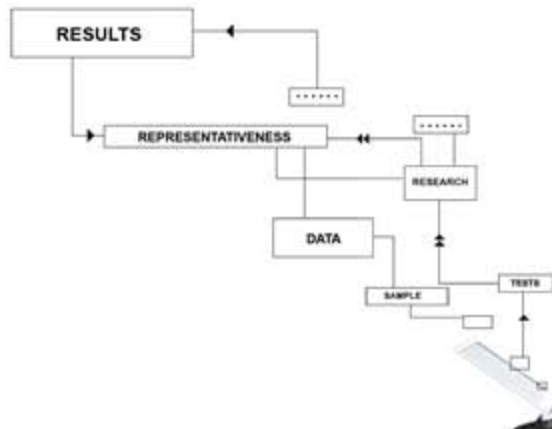 RESULTS
......
......
REPRESENTATIVENESS
RESEARCH
DATA
TESTS
SAMPLE